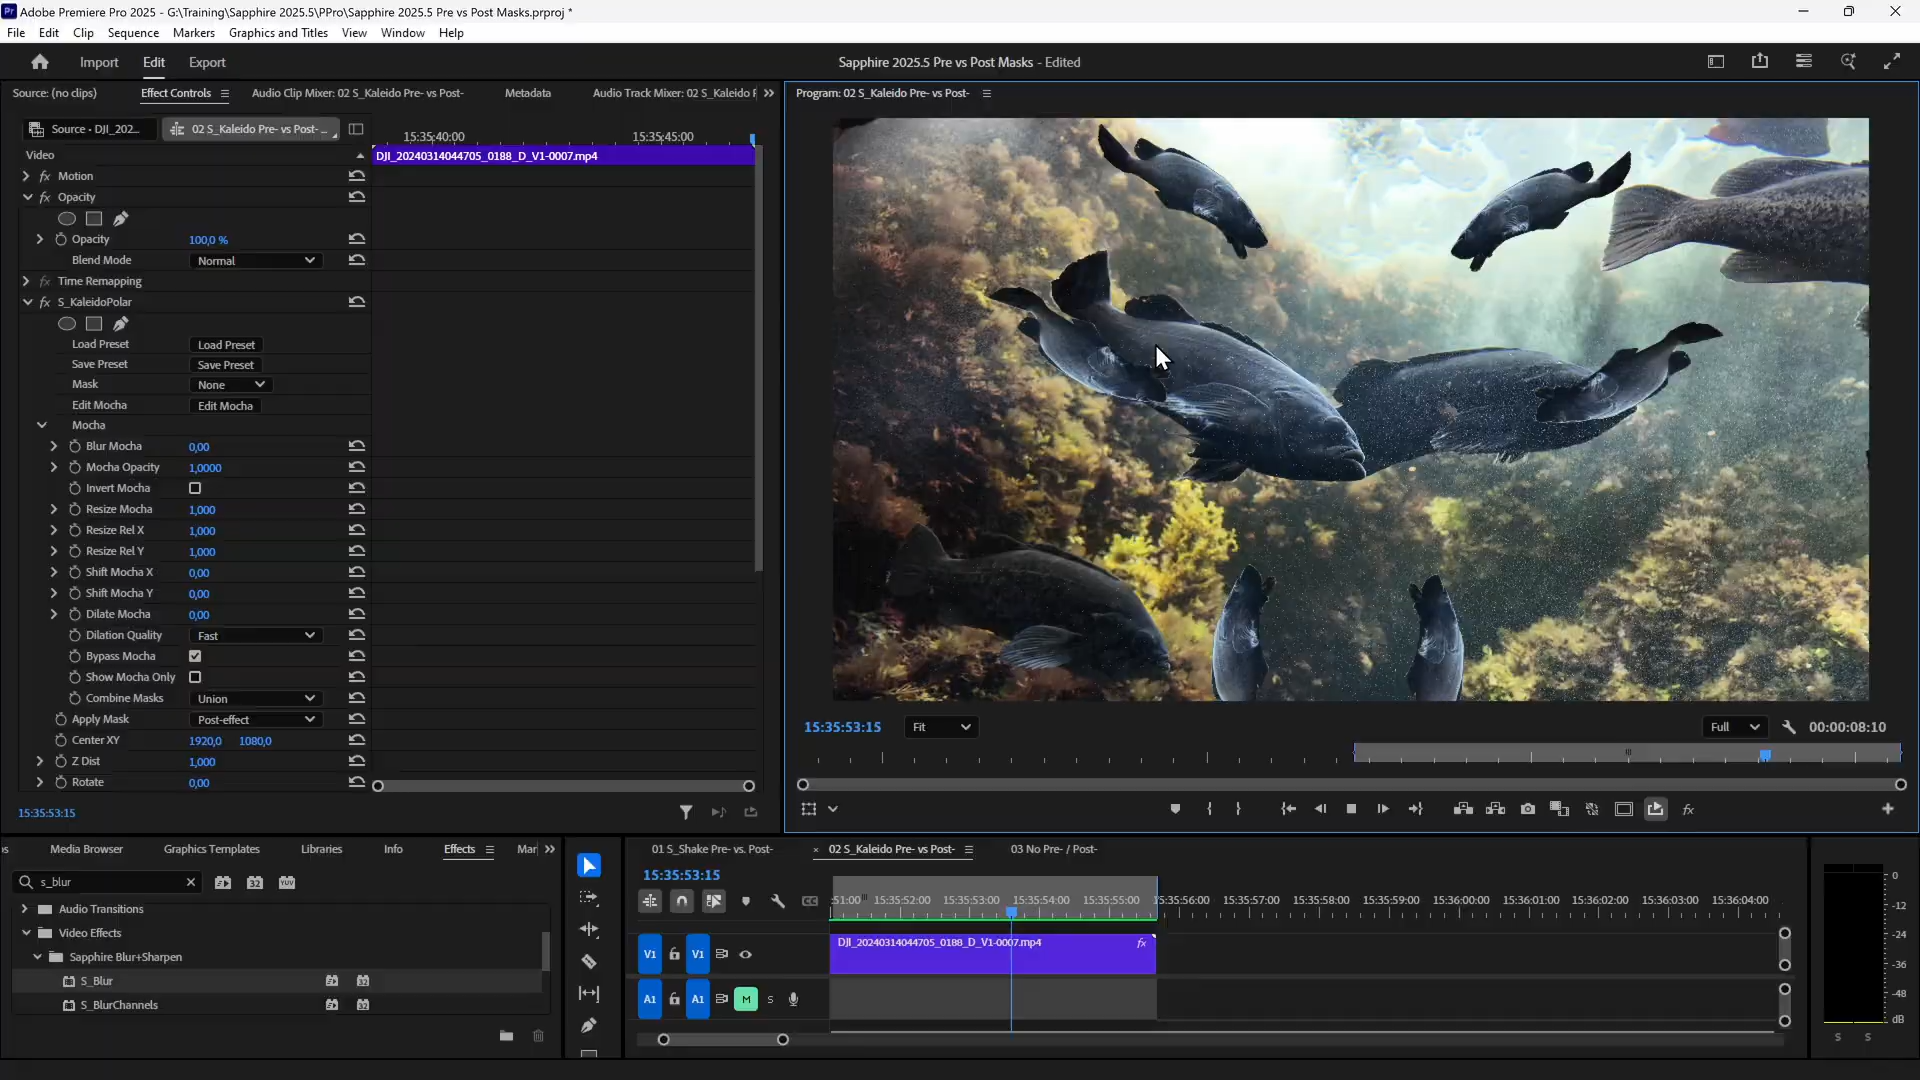 Adobe Premiere Pro 2025 - G:\Training\Sapphire 2025.5\PPro\Sapphire 2025.5 Pre vs Post Masks.prproj *
File Edit Clip Sequence Markers Graphics and Titles View Window Help
Import Edit Export
Sapphire 2025.5 Pre vs Post Masks - Edited
Source: (no clips) Effect Controls Audio Clip Mixer: 02 S_Kaleido Pre- vs Post- Metadata Audio Track Mixer: 02 S_Kaleido
Program: 02 S_Kaleido Pre- vs Post-
Source · DJI_202... 02 S_Kaleido Pre- vs Post-...
15:35:40:00 15:35:45:00
Video
DJI_20240314044705_0188_D_V1-0007.mp4
fx Motion
fx Opacity
Opacity 100,0 %
Blend Mode Normal
fx Time Remapping
fx S_KaleidoPolar
Load Preset Load Preset
Save Preset Save Preset
Mask None
Edit Mocha Edit Mocha
Mocha
Blur Mocha 0,00
Mocha Opacity 1,0000
Invert Mocha
Resize Mocha 1,000
Resize Rel X 1,000
Resize Rel Y 1,000
Shift Mocha X 0,00
Shift Mocha Y 0,00
Dilate Mocha 0,00
Dilation Quality Fast
Bypass Mocha
Show Mocha Only
Combine Masks Union
Apply Mask Post-effect
Center XY 1920,0 1080,0
Z Dist 1,000
Rotate 0,00
15:35:53:15
15:35:53:15 Fit Full 00:00:08:10
fx
Media Browser Graphics Templates Libraries Info Effects Mar
s_blur
32 YUV
Audio Transitions
Video Effects
Sapphire Blur+Sharpen
S_Blur
32
S_BlurChannels
32
01 S_Shake Pre- vs. Post- × 02 S_Kaleido Pre- vs Post- 03 No Pre- / Post-
15:35:53:15
CC
:51:00 15:35:52:00 15:35:53:00 15:35:54:00 15:35:55:00 15:35:56:00 15:35:57:00 15:35:58:00 15:35:59:00 15:36:00:00 15:36:01:00 15:36:02:00 15:36:03:00 15:36:04:00
V1 V1
DJI_20240314044705_0188_D_V1-0007.mp4 fx
A1 A1 M S
0
-12
-24
-36
-48
dB
S S